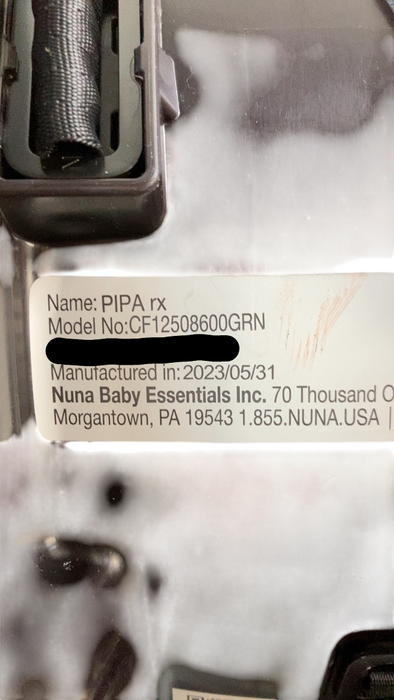 Name: PIPA rx
Model No:CF12508600GRN
Manufactured in: 2023/05/31
Nuna Baby Essentials Inc. 70 Thousand O
Morgantown, PA 19543 1.855.NUNA.USA |